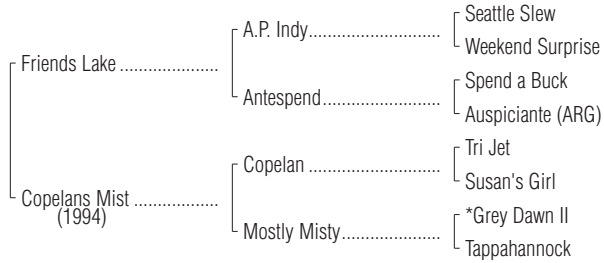 Seattle Slew
A.P. Indy
Weekend Surprise
Friends Lake
Spend a Buck
Antespend
Auspiciante (ARG)
Tri Jet
Copelan
Susan's Girl
Copelans Mist
(1994)
*Grey Dawn II
Mostly Misty
Tappahannock